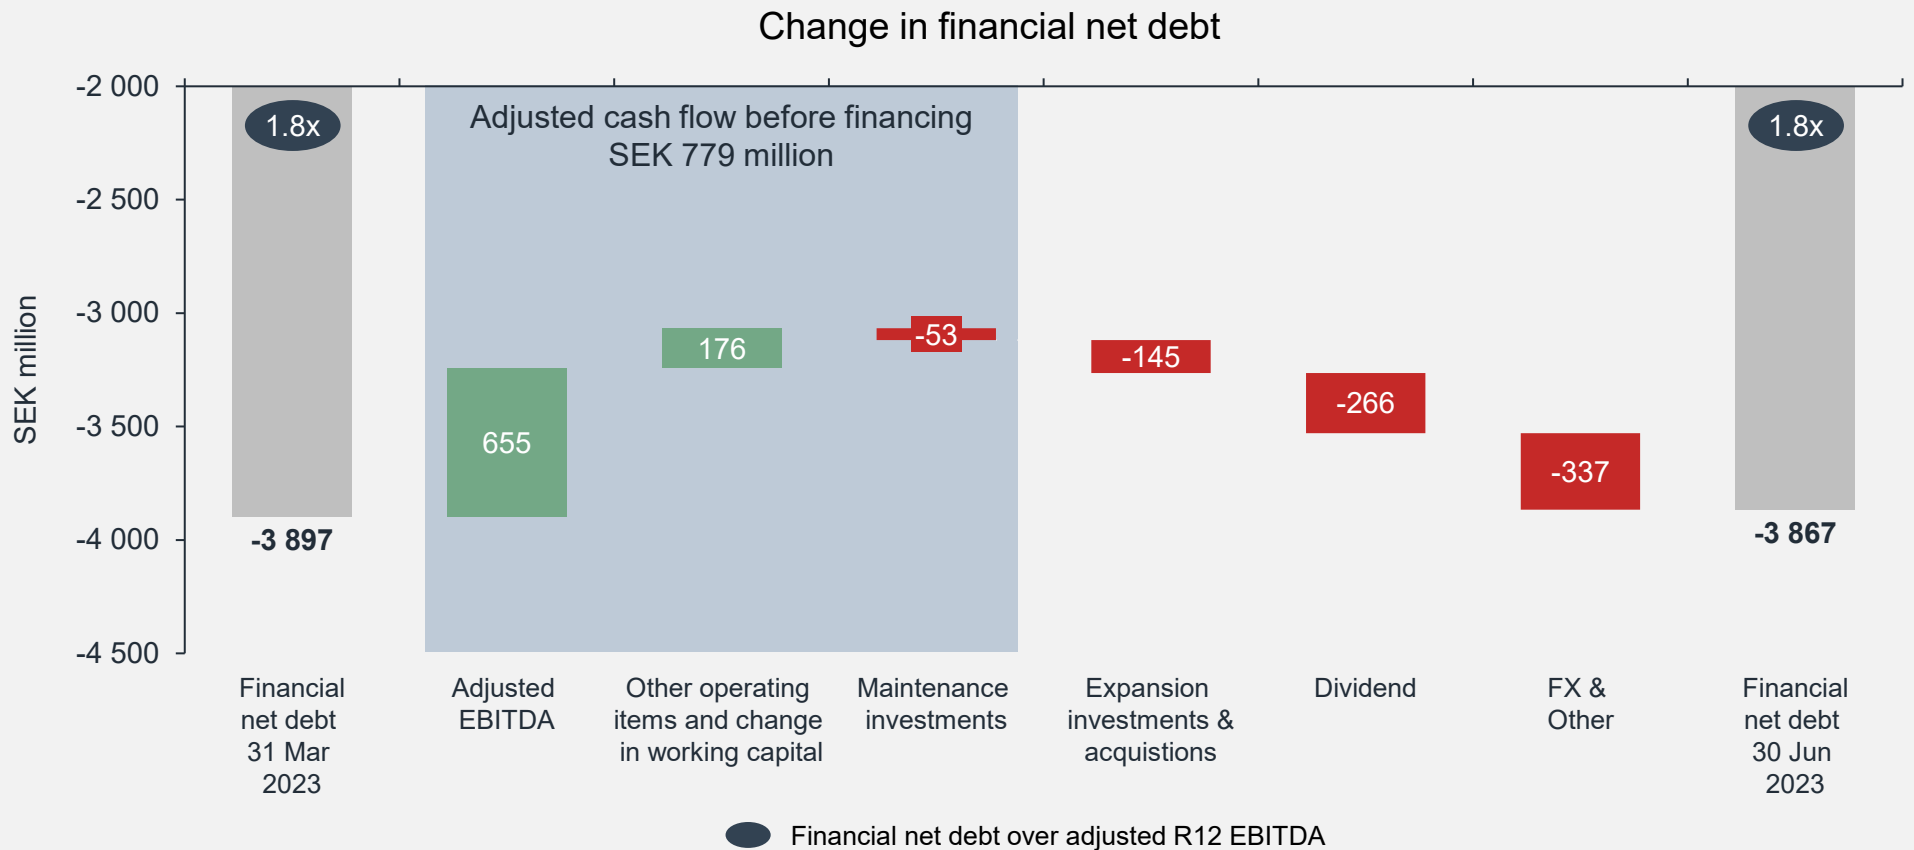 Change in financial net debt
SEK million
-2 000
-2 500
-3 000
-3 500
-4 000
-4 500
1.8x
-3 897
Adjusted cash flow before financing
SEK 779 million
655
176
-53
-145
-266
-337
1.8x
-3 867
Financial
net debt
31 Mar
2023
Adjusted
EBITDA
Other operating
items and change
in working capital
Maintenance
investments
Expansion
investments &
acquistions
Dividend
FX &
Other
Financial
net debt
30 Jun
2023
Financial net debt over adjusted R12 EBITDA